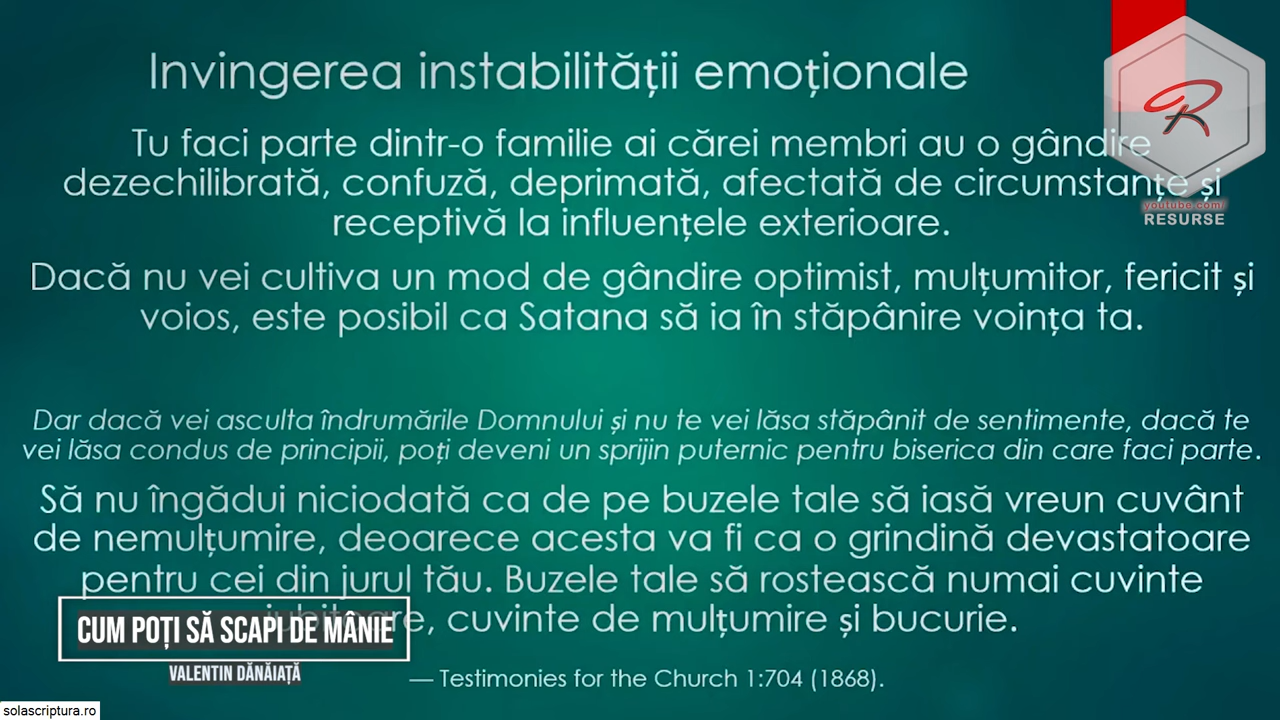 Invingerea instabilității emoționale
Tu faci parte dintr-o familie ai cărei membri au o gândire
dezechilibrată, confuză, deprimată, afectată de circumstanțe și
receptivă la influențele exterioare.
Dacă nu vei cultiva un mod de gândire optimist, mulțumitor, fericit și
voios, este posibil ca Satana să ia în stăpânire voința ta.
Dar dacă vei asculta îndrumările Domnului și nu te vei lăsa stăpânit de sentimente, dacă te
vei lăsa condus de principii, poți deveni un sprijin puternic pentru biserica din care faci parte.
Să nu îngădui niciodată ca de pe buzele tale să iasă vreun cuvânt
de nemulțumire, deoarece acesta va fi ca o grindină devastatoare
pentru cei din jurul tău. Buzele tale să rostească numai cuvinte
iubitoare, cuvinte de mulțumire și bucurie.
— Testimonies for the Church 1:704 (1868).
R
youtube.com/
RESURSE
CUM POȚI SĂ SCAPI DE MÂNIE
VALENTIN DĂNĂIAȚĂ
solascriptura.ro